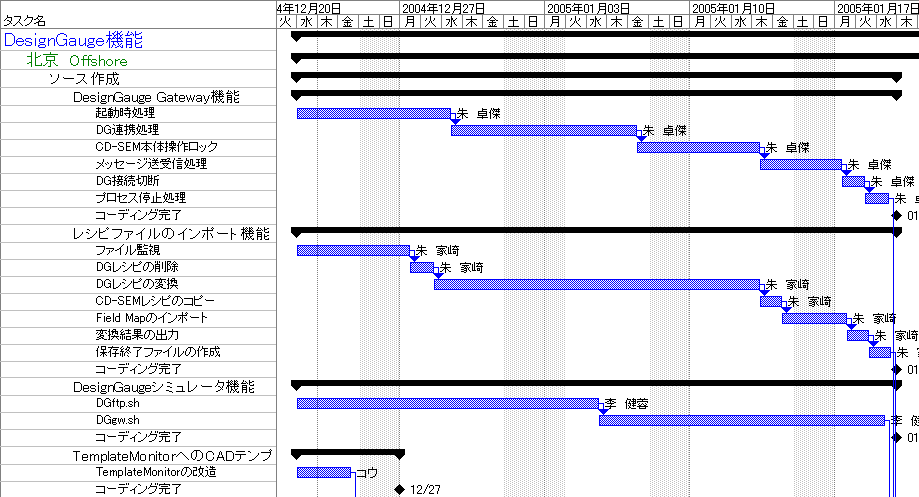 4年12月20日 2004年12月27日 2005年01月03日 2005年01月10日 2005年01月17日
タスク名 火 水 木 金 土 日 月 火 水 木 金 土 日 月 火 水 木 金 土 日 月 火 水 木 金 土 日 月 火 水 木
DesignGauge機能
北京 Offshore
ソース作成
DesignGauge Gateway機能
起動時処理 朱 卓傑
DG連携処理 朱 卓傑
CD-SEM本体操作ロック 朱 卓傑
メッセージ送受信処理 朱 卓傑
DG接続切断 朱 卓傑
プロセス停止処理 朱
コーディング完了 01
レシピファイルのインポート機能
ファイル監視 朱 家崎
DGレシピの削除 朱 家崎
DGレシピの変換 朱 家崎
CD-SEMレシピのコピー 朱 家崎
Field Mapのインポート 朱 家崎
変換結果の出力 朱 家崎
保存終了ファイルの作成 朱
コーディング完了 01
DesignGaugeシミュレータ機能
DGftp.sh 李 健蓉
DGgw.sh 李
コーディング完了 01
TemplateMonitorへのCADテンプ
TemplateMonitorの改造 コウ
コーディング完了 12/27